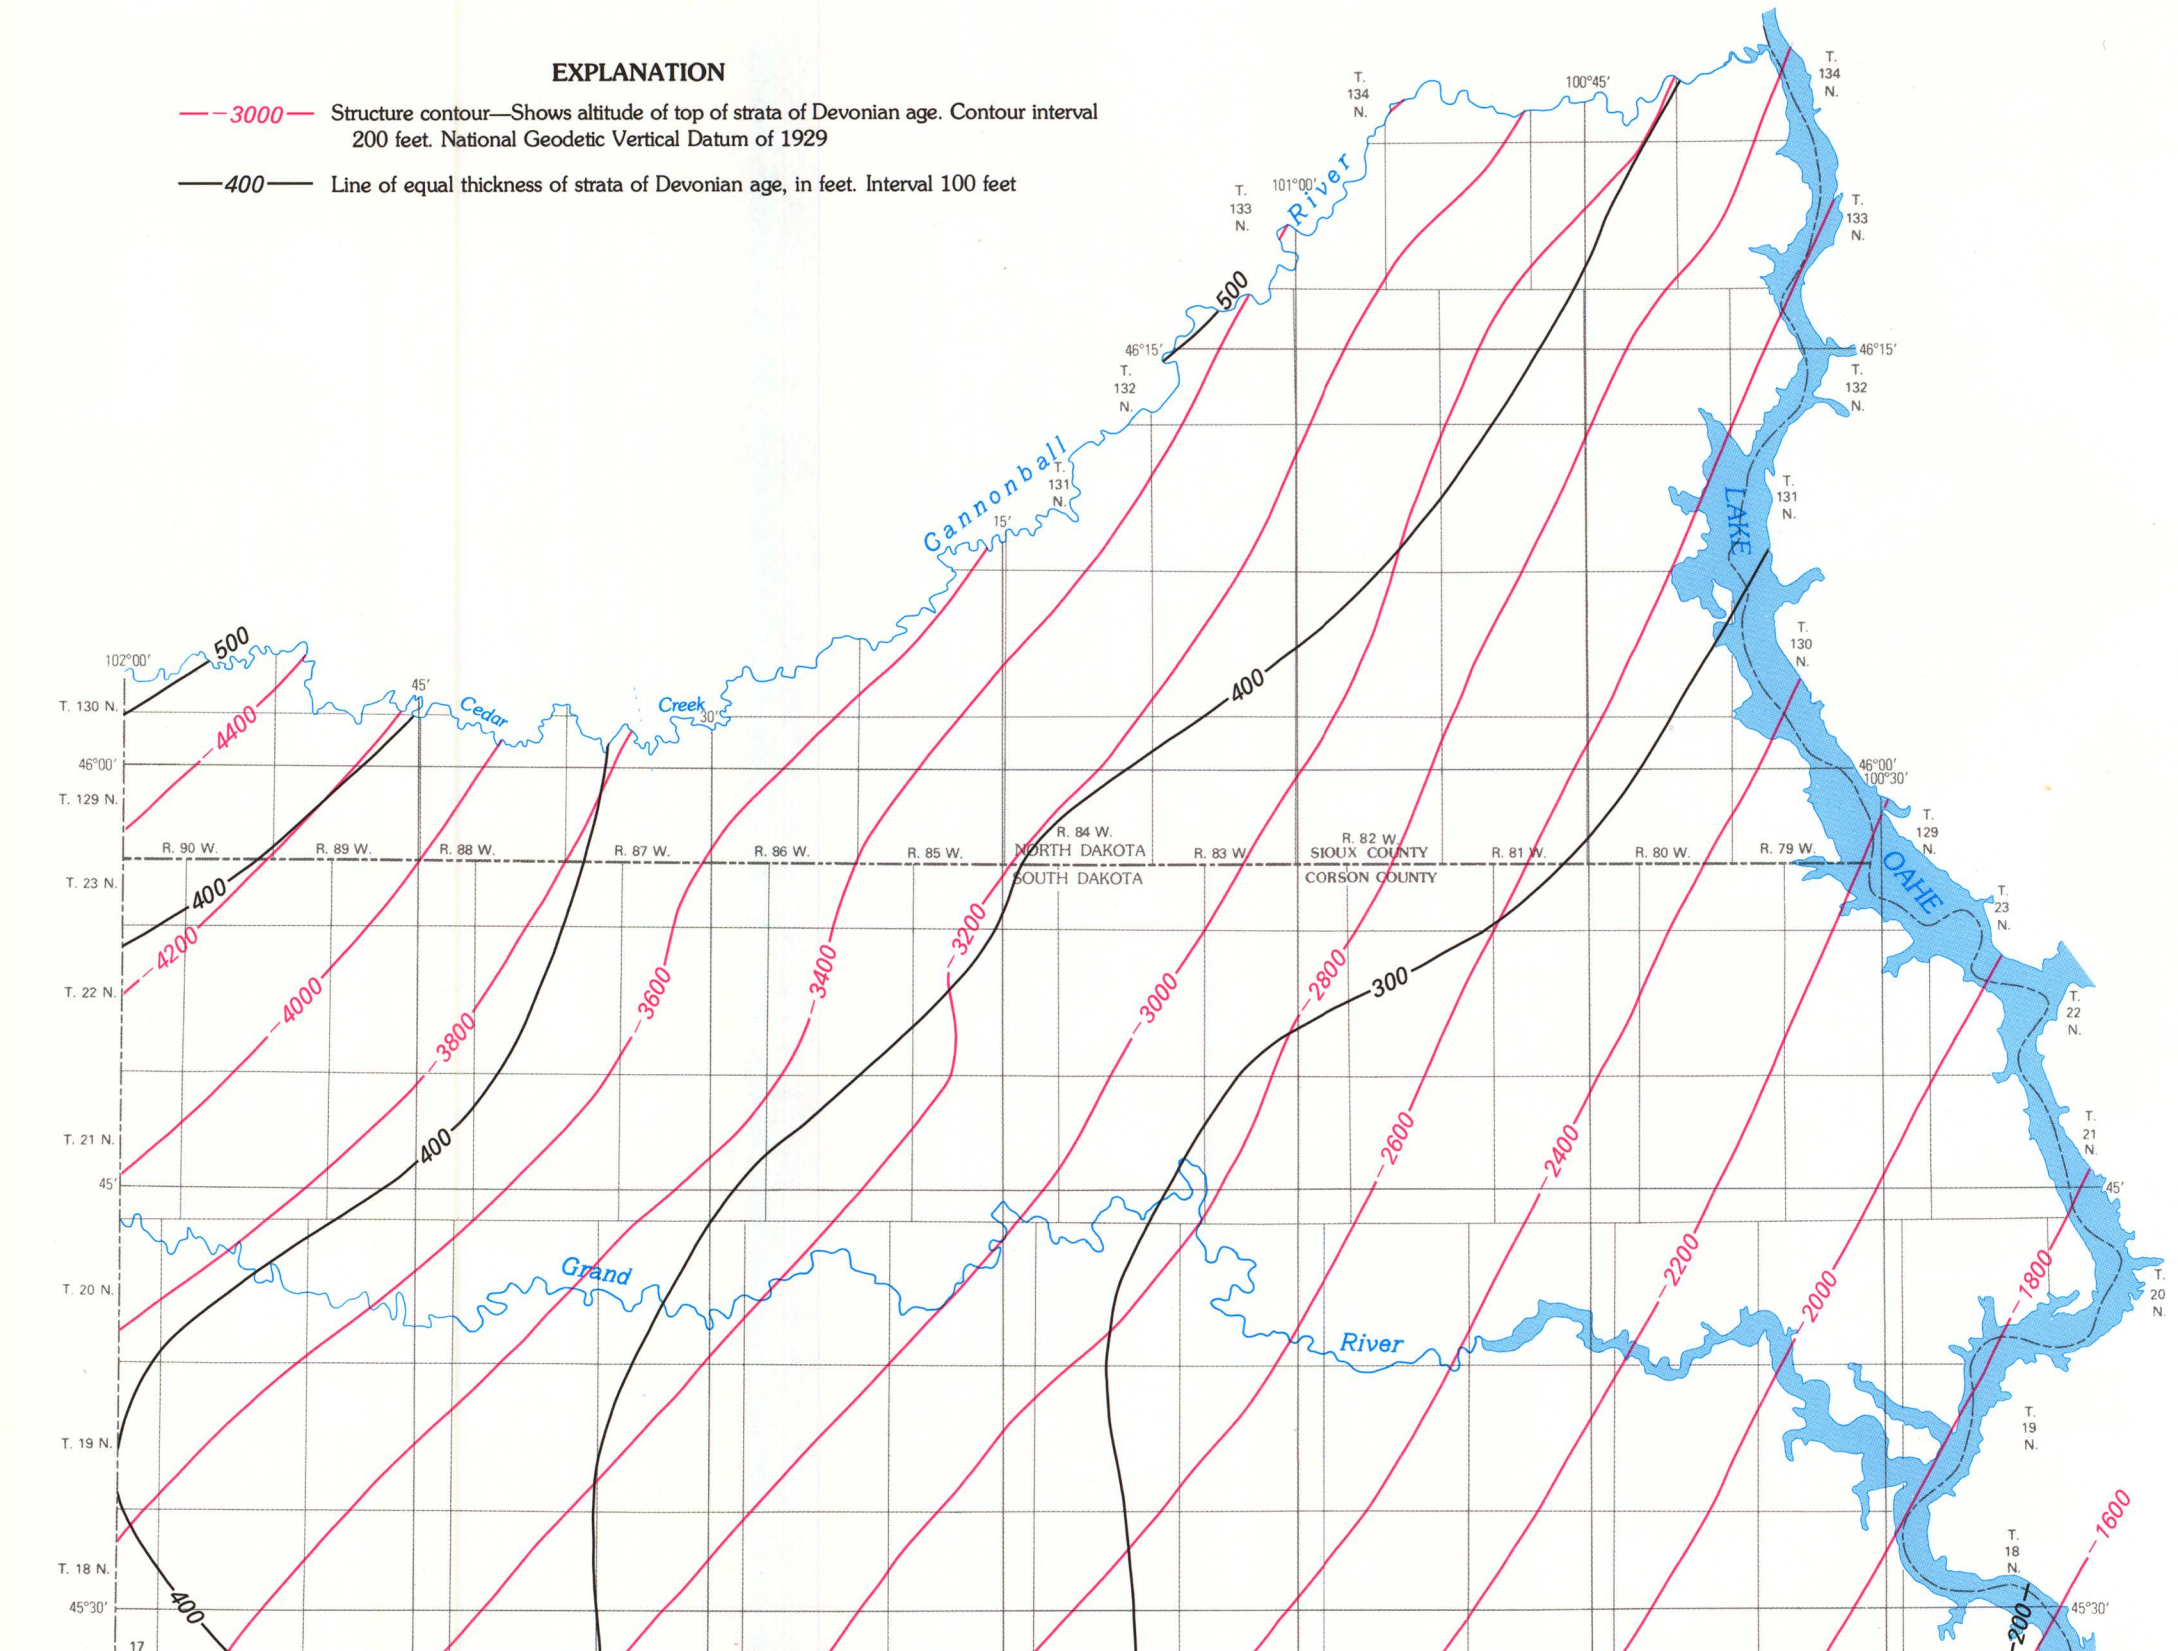 EXPLANATION
—3000— Structure contour—Shows altitude of top of strata of Devonian age. Contour interval
200 feet. National Geodetic Vertical Datum of 1929
—400— Line of equal thickness of strata of Devonian age, in feet. Interval 100 feet
T.
134
N.
100°45′
T.
134
N.
T.
133
N.
101°00′
River
T.
133
N.
500
46°15′
46°15′
T.
132
N.
T.
132
N.
Cannonball
T.
131
N.
15′
LAKE
T.
131
N.
T.
130
N.
500
102°00′
45′
Cedar
Creek
30′
400
T. 130 N.
–4400
46°00′
46°00′
100°30′
T. 129 N.
T.
129
N.
R. 90 W.
R. 89 W.
R. 88 W.
R. 87 W.
R. 86 W.
R. 85 W.
R. 84 W.
R. 83 W.
R. 82 W.
R. 81 W.
R. 80 W.
R. 79 W.
NORTH DAKOTA
SIOUX COUNTY
SOUTH DAKOTA
CORSON COUNTY
OAHE
T. 23 N.
400
T.
23
N.
–4200
3200
3400
3600
–2800
300
T. 22 N.
–4000
3800
3000
T.
22
N.
T. 21 N.
400
2600
2400
T.
21
N.
45′
45′
Grand
2200
2000
1800
T. 20 N.
T.
20
N.
River
T. 19 N.
T.
19
N.
1600
T. 18 N.
T.
18
N.
400
45°30′
200
45°30′
17